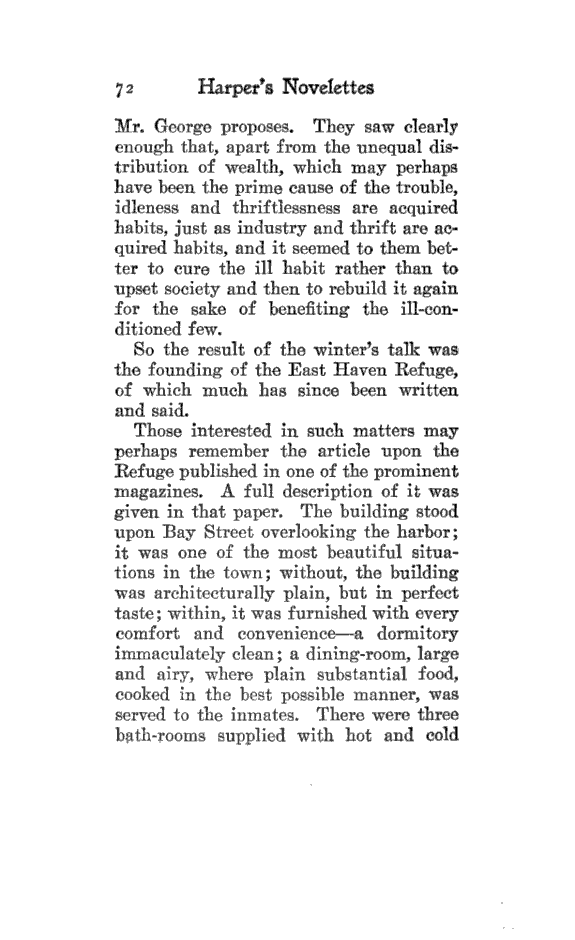 72 Harper's Novelettes
Mr. George proposes. They saw clearly
enough that, apart from the unequal dis-
tribution of wealth, which may perhaps
have been the prime cause of the trouble,
idleness and thriftlessness are acquired
habits, just as industry and thrift are ac-
quired habits, and it seemed to them bet-
ter to cure the ill habit rather than to
upset society and then to rebuild it again
for the sake of benefiting the ill-con-
ditioned few.
So the result of the winter's talk was
the founding of the East Haven Refuge,
of which much has since been written
and said.
Those interested in such matters may
perhaps remember the article upon the
Refuge published in one of the prominent
magazines. A full description of it was
given in that paper. The building stood
upon Bay Street overlooking the harbor;
it was one of the most beautiful situa-
tions in the town; without, the building
was architecturally plain, but in perfect
taste; within, it was furnished with every
comfort and convenience—a dormitory
immaculately clean; a dining-room, large
and airy, where plain substantial food,
cooked in the best possible manner, was
served to the inmates. There were three
bath-rooms supplied with hot and cold